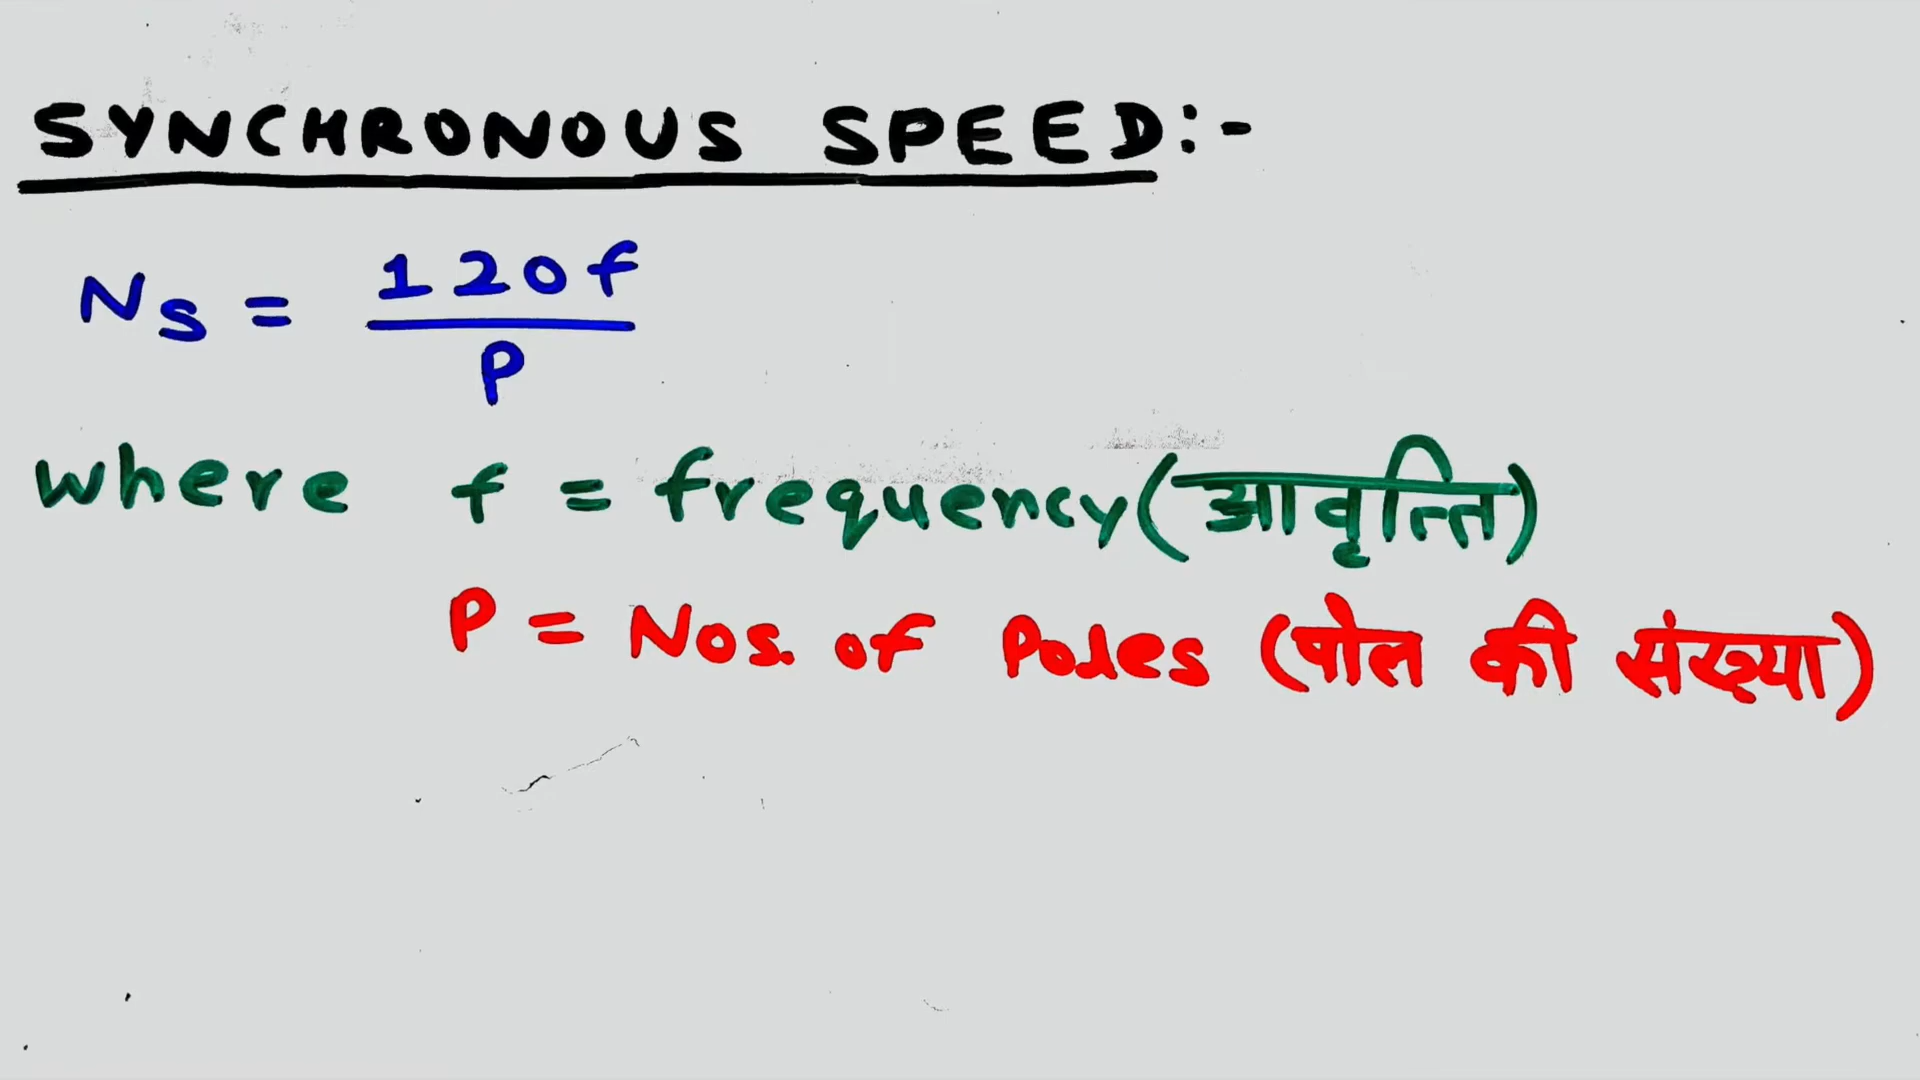 SYNCHRONOUS SPEED:-
Ns = 120f / P
where f = frequency (आवृत्ति)
P = Nos. of Poles (पोल की संख्या)